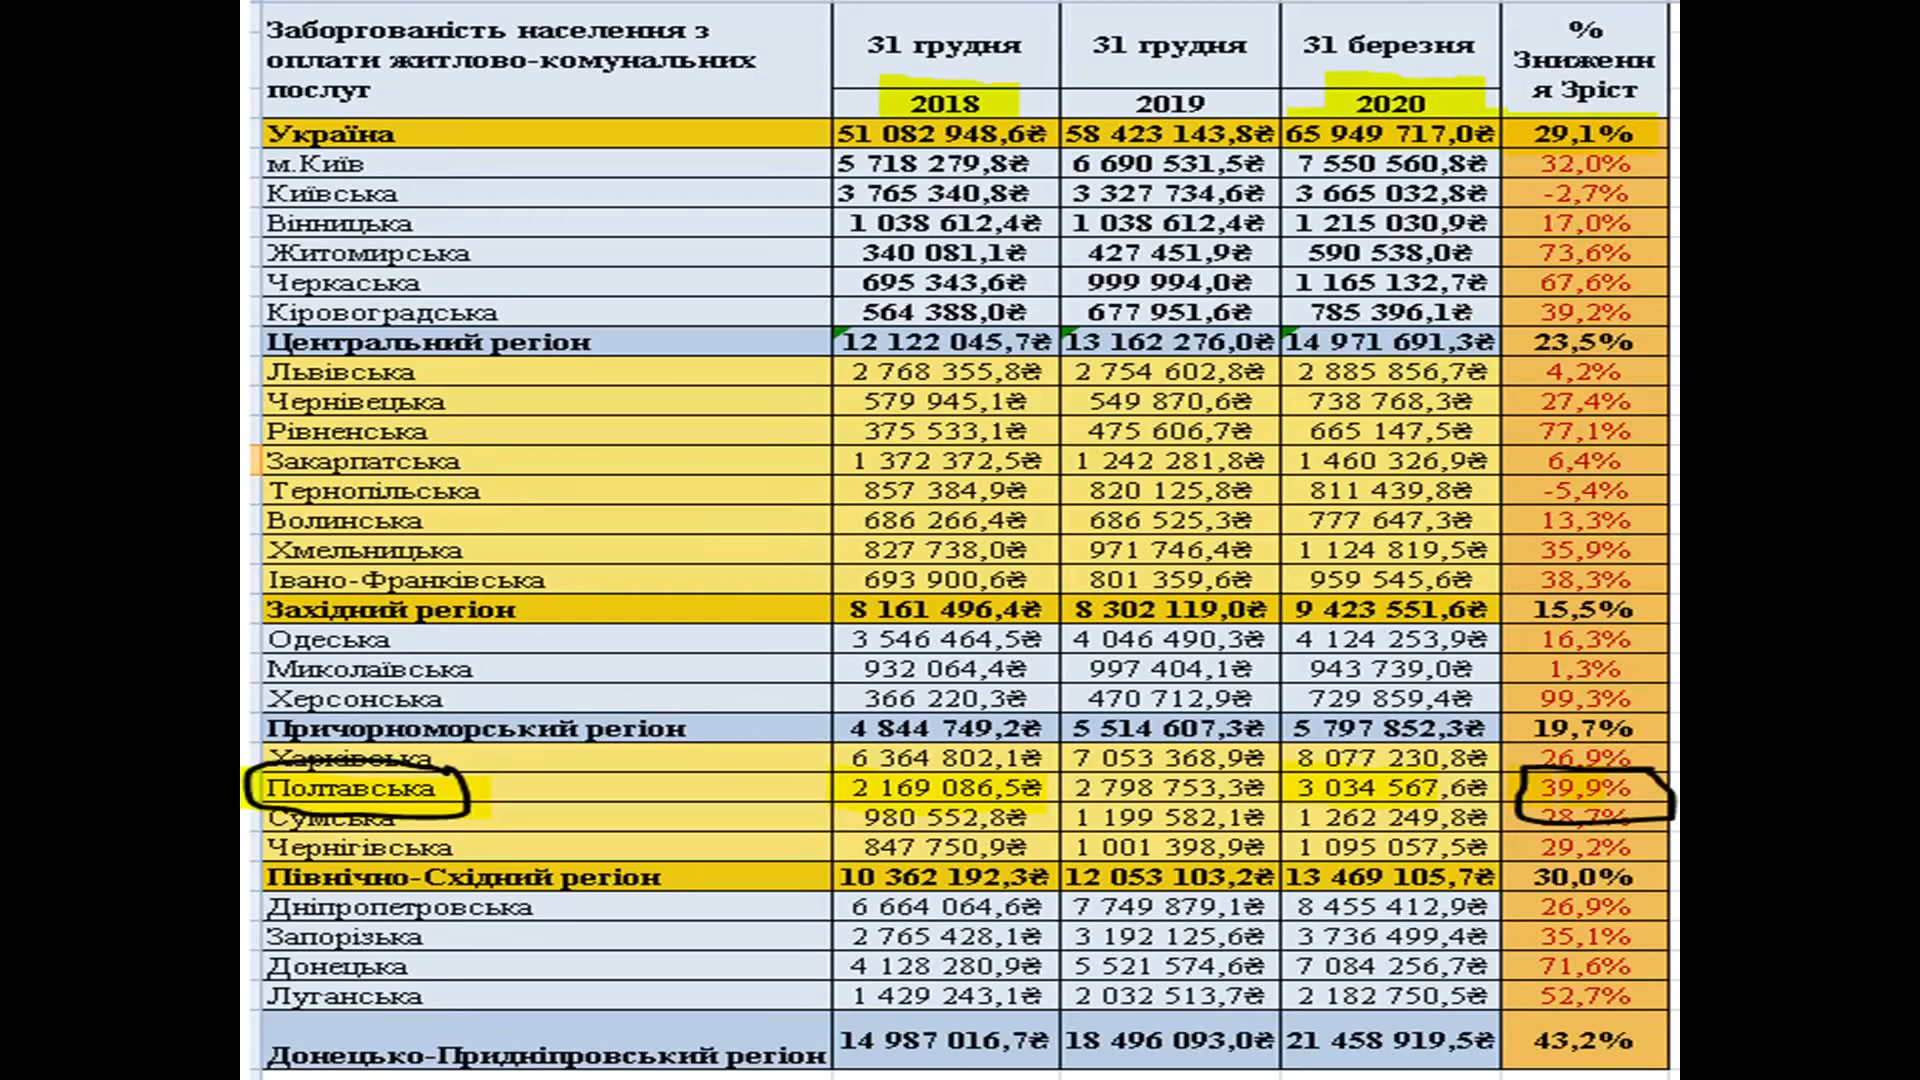 Заборгованість населення з
оплати житлово-комунальних
послуг
31 грудня 31 грудня 31 березня
2018 2019 2020
%
Зниженн
я Зріст
Україна 51 082 948,6₴ 58 423 143,8₴ 65 949 717,0₴ 29,1%
м.Київ 5 718 279,8₴ 6 690 531,5₴ 7 550 560,8₴ 32,0%
Київська 3 765 340,8₴ 3 327 734,6₴ 3 665 032,8₴ -2,7%
Вінницька 1 038 612,4₴ 1 038 612,4₴ 1 215 030,9₴ 17,0%
Житомирська 340 081,1₴ 427 451,9₴ 590 538,0₴ 73,6%
Черкаська 695 343,6₴ 999 994,0₴ 1 165 132,7₴ 67,6%
Кіровоградська 564 388,0₴ 677 951,6₴ 785 396,1₴ 39,2%
Центральний регіон 12 122 045,7₴ 13 162 276,0₴ 14 971 691,3₴ 23,5%
Львівська 2 768 355,8₴ 2 754 602,8₴ 2 885 856,7₴ 4,2%
Чернівецька 579 945,1₴ 549 870,6₴ 738 768,3₴ 27,4%
Рівненська 375 533,1₴ 475 606,7₴ 665 147,5₴ 77,1%
Закарпатська 1 372 372,5₴ 1 242 281,8₴ 1 460 326,9₴ 6,4%
Тернопільська 857 384,9₴ 820 125,8₴ 811 439,8₴ -5,4%
Волинська 686 266,4₴ 686 525,3₴ 777 647,3₴ 13,3%
Хмельницька 827 738,0₴ 971 746,4₴ 1 124 819,5₴ 35,9%
Івано-Франківська 693 900,6₴ 801 359,6₴ 959 545,6₴ 38,3%
Західний регіон 8 161 496,4₴ 8 302 119,0₴ 9 423 551,6₴ 15,5%
Одеська 3 546 464,5₴ 4 046 490,3₴ 4 124 253,9₴ 16,3%
Миколаївська 932 064,4₴ 997 404,1₴ 943 739,0₴ 1,3%
Херсонська 366 220,3₴ 470 712,9₴ 729 859,4₴ 99,3%
Причорноморський регіон 4 844 749,2₴ 5 514 607,3₴ 5 797 852,3₴ 19,7%
Харківська 6 364 802,1₴ 7 053 368,9₴ 8 077 230,8₴ 26,9%
Полтавська 2 169 086,5₴ 2 798 753,3₴ 3 034 567,6₴ 39,9%
Сумська 980 552,8₴ 1 199 582,1₴ 1 262 249,8₴ 28,7%
Чернігівська 847 750,9₴ 1 001 398,9₴ 1 095 057,5₴ 29,2%
Північно-Східний регіон 10 362 192,3₴ 12 053 103,2₴ 13 469 105,7₴ 30,0%
Дніпропетровська 6 664 064,6₴ 7 749 879,1₴ 8 455 412,9₴ 26,9%
Запорізька 2 765 428,1₴ 3 192 125,6₴ 3 736 499,4₴ 35,1%
Донецька 4 128 280,9₴ 5 521 574,6₴ 7 084 256,7₴ 71,6%
Луганська 1 429 243,1₴ 2 032 513,7₴ 2 182 750,5₴ 52,7%
Донецько-Придніпровський регіон 14 987 016,7₴ 18 496 093,0₴ 21 458 919,5₴ 43,2%